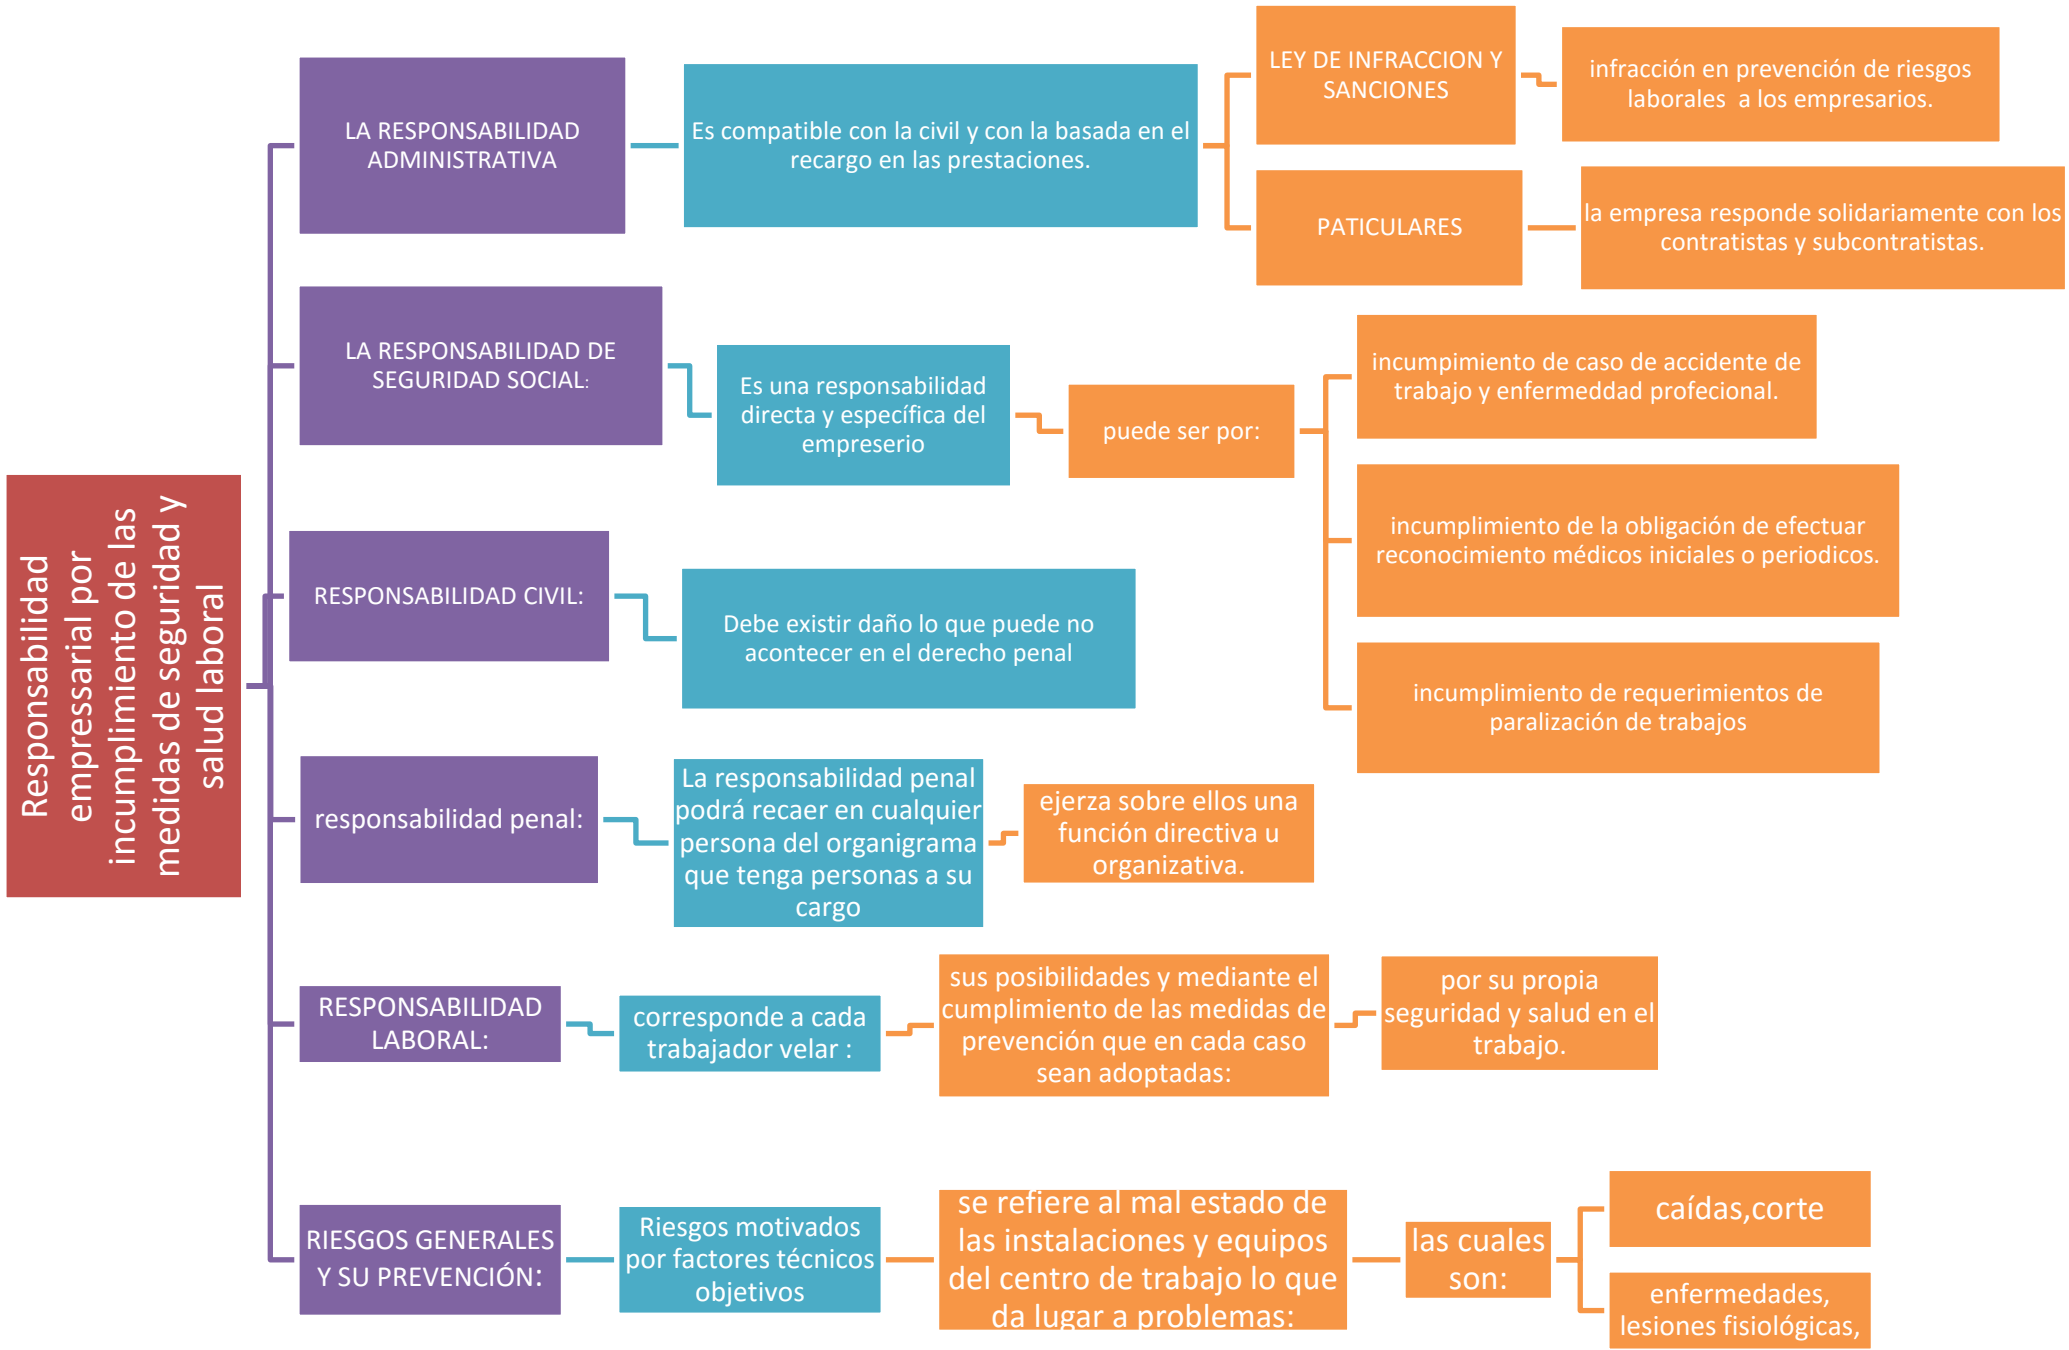 Responsabilidad
empressarial por
incumplimiento de las
medidas de seguridad y
salud laboral
LA RESPONSABILIDAD
ADMINISTRATIVA
Es compatible con la civil y con la basada en el
recargo en las prestaciones.
LEY DE INFRACCION Y
SANCIONES
infracción en prevención de riesgos
laborales  a los empresarios.
PATICULARES
la empresa responde solidariamente con los
contratistas y subcontratistas.
LA RESPONSABILIDAD DE
SEGURIDAD SOCIAL:
Es una responsabilidad
directa y específica del
empreserio
puede ser por:
incumpimiento de caso de accidente de
trabajo y enfermeddad profecional.
incumplimiento de la obligación de efectuar
reconocimiento médicos iniciales o periodicos.
incumplimiento de requerimientos de
paralización de trabajos
RESPONSABILIDAD CIVIL:
Debe existir daño lo que puede no
acontecer en el derecho penal
responsabilidad penal:
La responsabilidad penal
podrá recaer en cualquier
persona del organigrama
que tenga personas a su
cargo
ejerza sobre ellos una
función directiva u
organizativa.
RESPONSABILIDAD
LABORAL:
corresponde a cada
trabajador velar :
sus posibilidades y mediante el
cumplimiento de las medidas de
prevención que en cada caso
sean adoptadas:
por su propia
seguridad y salud en el
trabajo.
RIESGOS GENERALES
Y SU PREVENCIÓN:
Riesgos motivados
por factores técnicos
objetivos
se refiere al mal estado de
las instalaciones y equipos
del centro de trabajo lo que
da lugar a problemas:
las cuales
son:
caídas,corte
enfermedades,
lesiones fisiológicas,